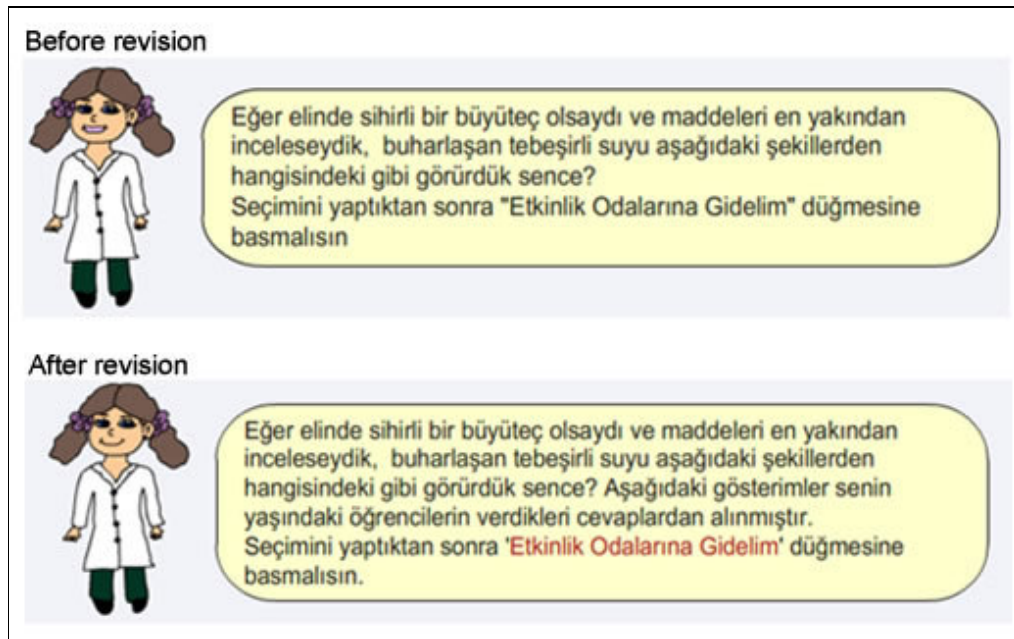 Before revision
Eğer elinde sihirli bir büyüteç olsaydı ve maddeleri en yakından
inceleseydik, buharlaşan tebeşirli suyu aşağıdaki şekillerden
hangisindeki gibi görürdük sence?
Seçimini yaptıktan sonra "Etkinlik Odalarına Gidelim" düğmesine
basmalısın
After revision
Eğer elinde sihirli bir büyüteç olsaydı ve maddeleri en yakından
inceleseydik, buharlaşan tebeşirli suyu aşağıdaki şekillerden
hangisindeki gibi görürdük sence? Aşağıdaki gösterimler senin
yaşındaki öğrencilerin verdikleri cevaplardan alınmıştır.
Seçimini yaptıktan sonra 'Etkinlik Odalarına Gidelim' düğmesine
basmalısın.